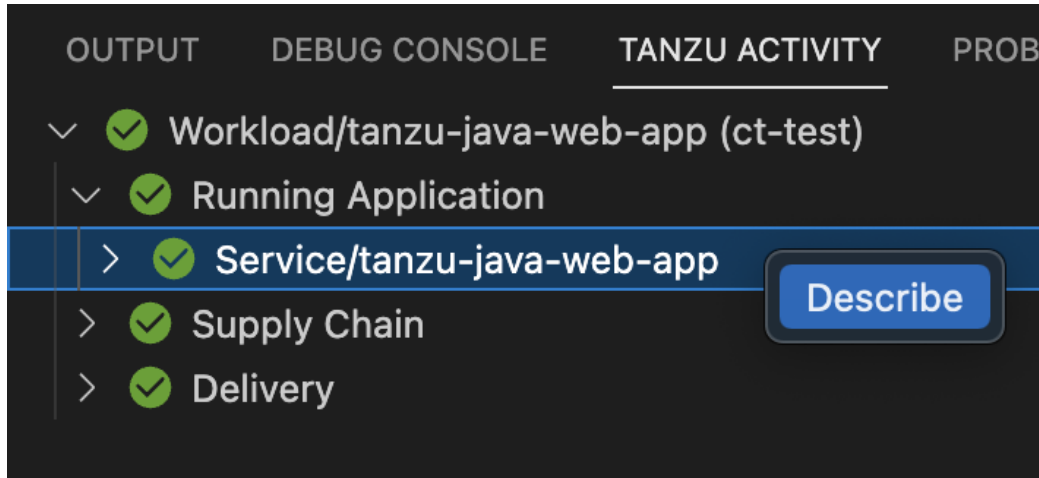 OUTPUT DEBUG CONSOLE TANZU ACTIVITY PROB
Workload/tanzu-java-web-app (ct-test)
Running Application
Service/tanzu-java-web-app
Describe
Supply Chain
Delivery